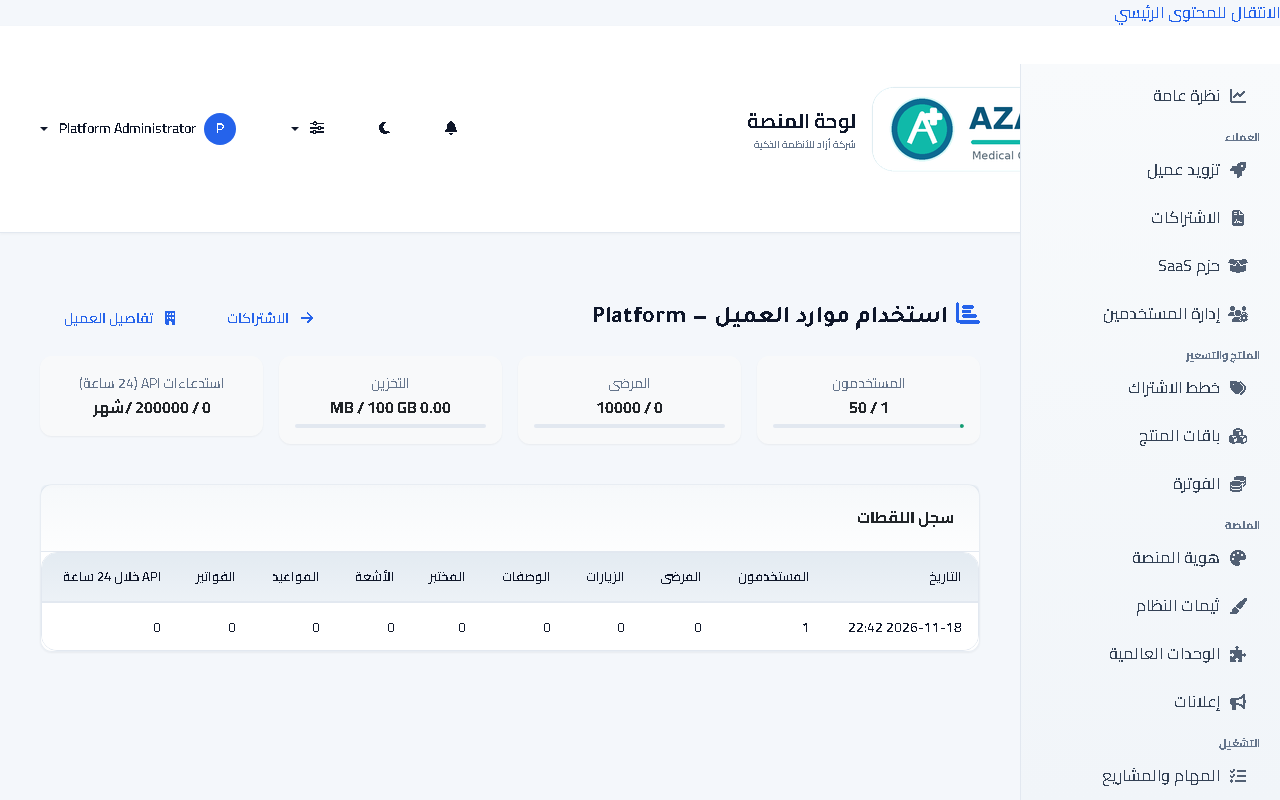 الانتقال للمحتوى الرئيسي
نظرة عامة
العملاء
تزويد عميل
الاشتراكات
حزم SaaS
إدارة المستخدمين
المنتج والتسعير
خطط الاشتراك
باقات المنتج
الفوترة
المنصة
هوية المنصة
ثيمات النظام
الوحدات العالمية
إعلانات
التشغيل
المهام والمشاريع
AZA
Medical
لوحة المنصة
شركة أزاد للأنظمة الذكية
P Platform Administrator
استخدام موارد العميل – Platform
الاشتراكات
تفاصيل العميل
المستخدمون
1 / 50
المرضى
0 / 10000
التخزين
0.00 MB / 100 GB
استدعاءات API (24 ساعة)
0 / 200000 /شهر
سجل اللقطات
التاريخ المستخدمون المرضى الزيارات الوصفات المختبر الأشعة المواعيد الفواتير API خلال 24 ساعة
2026-11-18 22:42 1 0 0 0 0 0 0 0 0